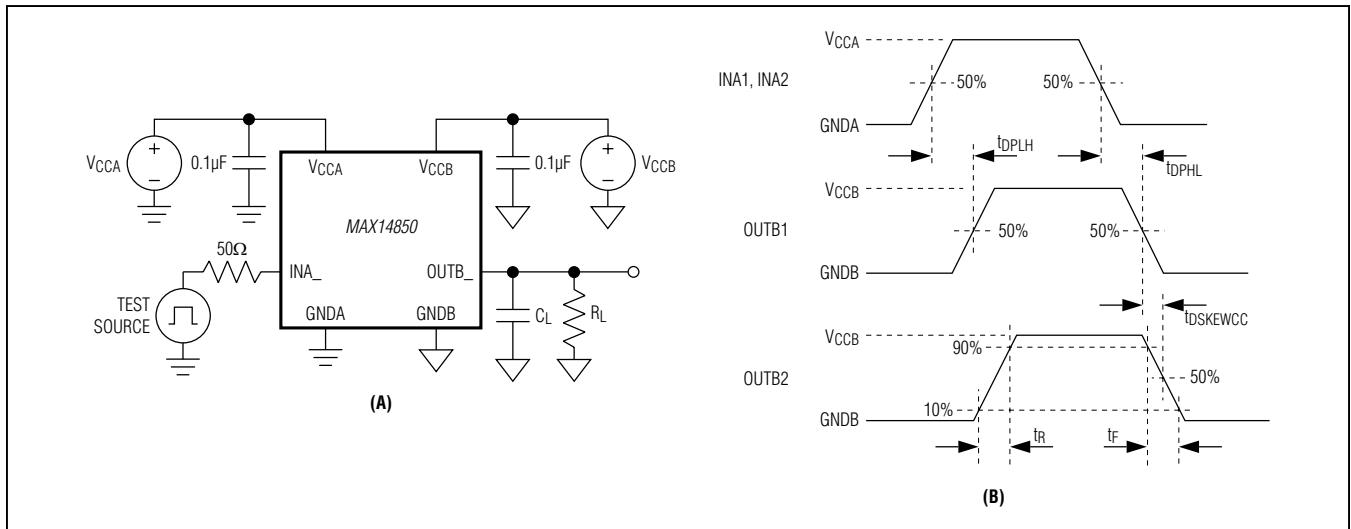 VCCA
0.1µF
VCCA
VCCB
0.1µF
VCCB
MAX14850
50Ω
INA_
OUTB_
TEST
SOURCE
GNDA
GNDB
CL
RL
(A)
VCCA
INA1, INA2
50%
50%
GNDA
tDPLH
tDPHL
VCCB
OUTB1
50%
50%
GNDB
tDSKEWCC
VCCB
90%
OUTB2
50%
10%
GNDB
tR
tF
(B)